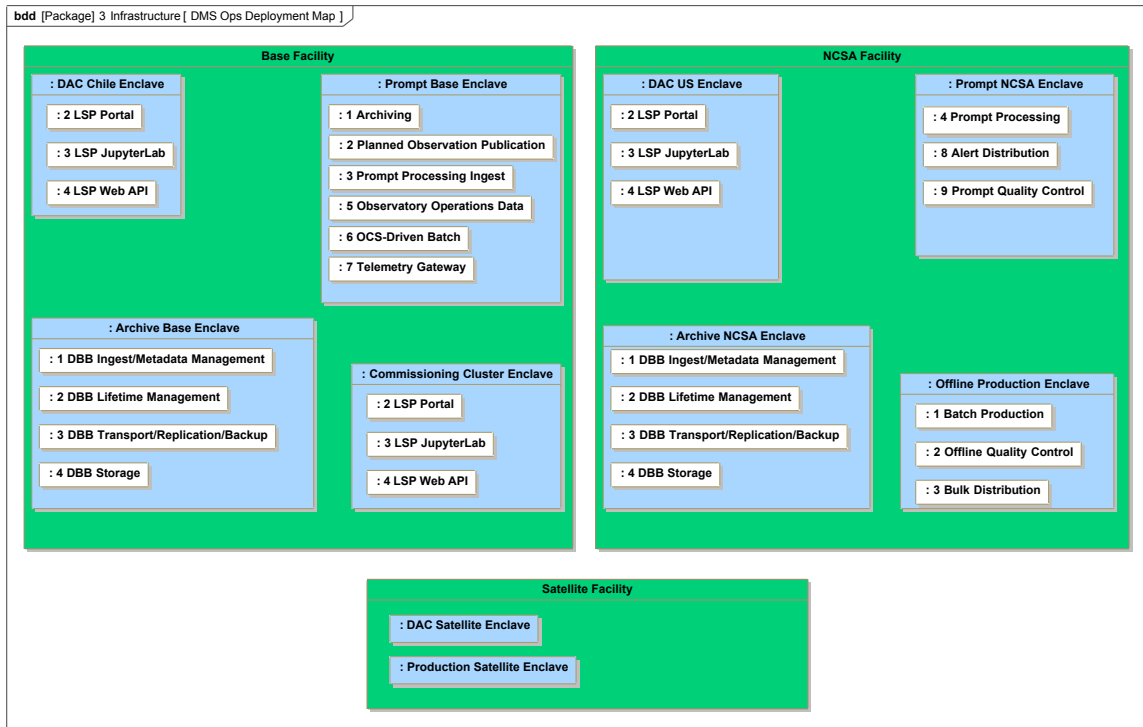 bdd [Package] 3 Infrastructure [ DMS Ops Deployment Map ]
Base Facility
: DAC Chile Enclave
: 2 LSP Portal
: 3 LSP JupyterLab
: 4 LSP Web API
: Prompt Base Enclave
: 1 Archiving
: 2 Planned Observation Publication
: 3 Prompt Processing Ingest
: 5 Observatory Operations Data
: 6 OCS-Driven Batch
: 7 Telemetry Gateway
: Archive Base Enclave
: 1 DBB Ingest/Metadata Management
: 2 DBB Lifetime Management
: 3 DBB Transport/Replication/Backup
: 4 DBB Storage
: Commissioning Cluster Enclave
: 2 LSP Portal
: 3 LSP JupyterLab
: 4 LSP Web API
NCSA Facility
: DAC US Enclave
: 2 LSP Portal
: 3 LSP JupyterLab
: 4 LSP Web API
: Prompt NCSA Enclave
: 4 Prompt Processing
: 8 Alert Distribution
: 9 Prompt Quality Control
: Archive NCSA Enclave
: 1 DBB Ingest/Metadata Management
: 2 DBB Lifetime Management
: 3 DBB Transport/Replication/Backup
: 4 DBB Storage
: Offline Production Enclave
: 1 Batch Production
: 2 Offline Quality Control
: 3 Bulk Distribution
Satellite Facility
: DAC Satellite Enclave
: Production Satellite Enclave